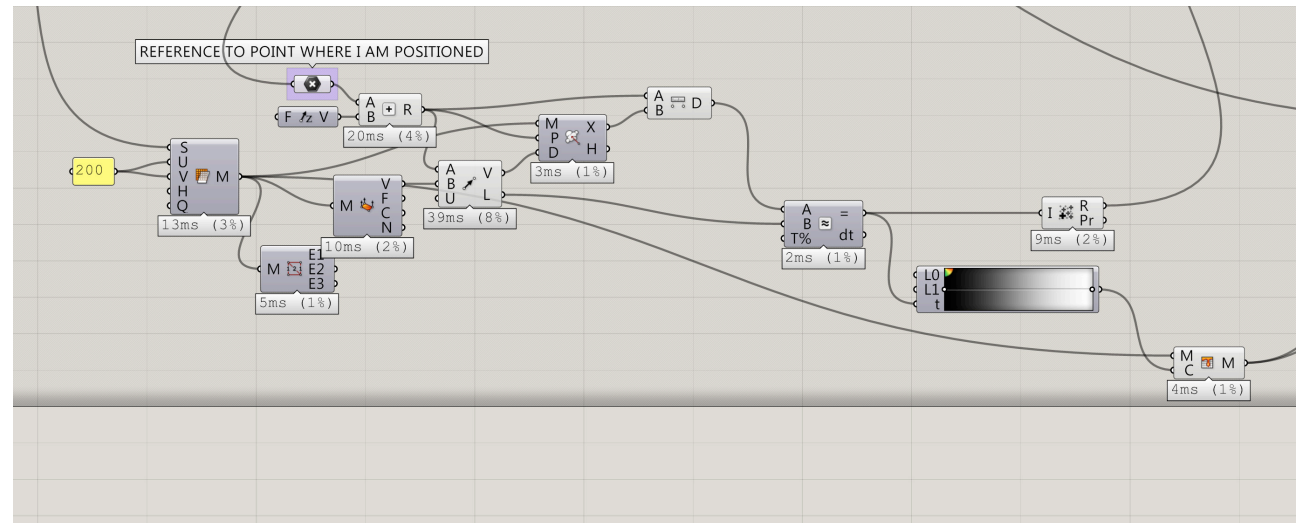 REFERENCE TO POINT WHERE I AM POSITIONED
A
B
R
F
Z
V
20ms (4%)
A
B
D
M
P
D
X
H
3ms (1%)
200
S
U
V
H
Q
M
13ms (3%)
M
V
F
C
N
10ms (2%)
A
B
U
V
L
39ms (8%)
M
E1
E2
E3
5ms (1%)
A
B
T%
=
dt
2ms (1%)
I
R
Pr
9ms (2%)
L0
L1
t
M
C
M
4ms (1%)